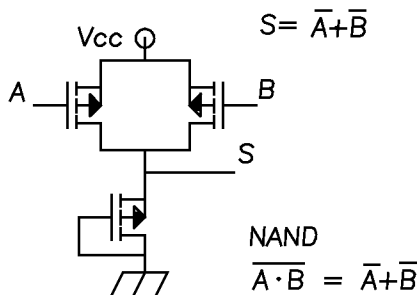 Vcc
S= A̅+B̅
A
B
S
NAND
A̅ ̅·̅ ̅B̅ = A̅+B̅